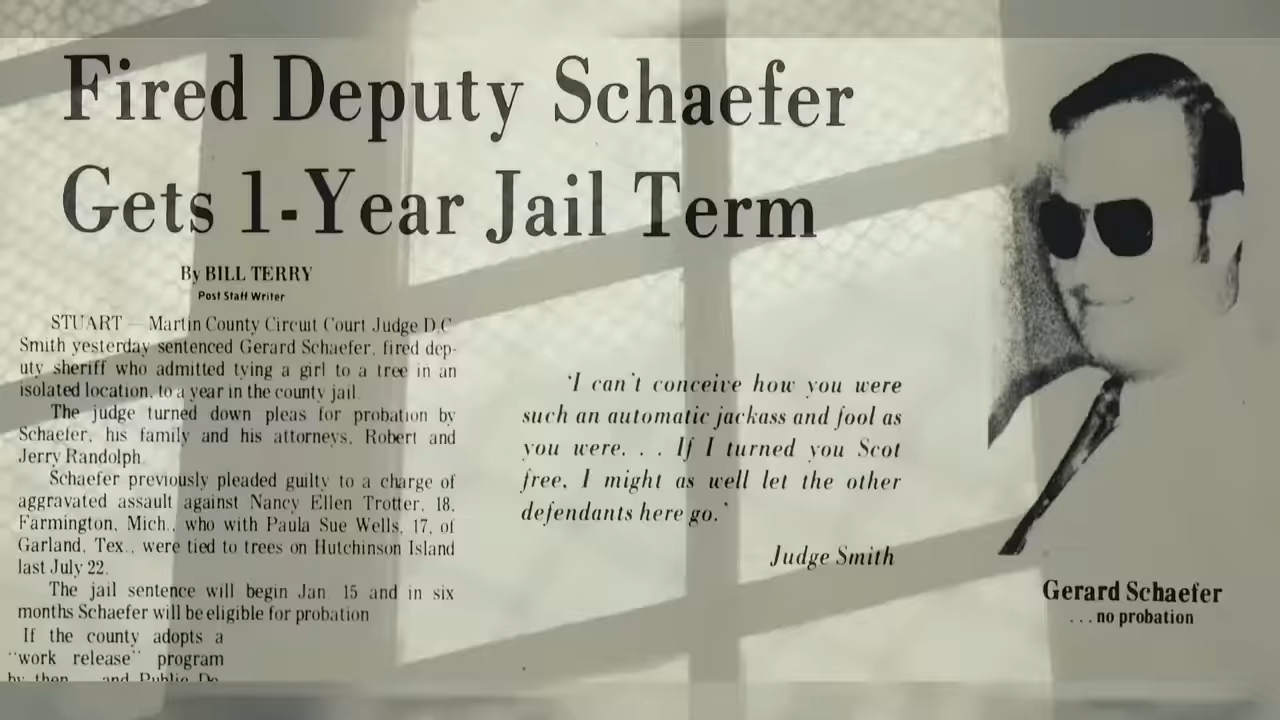 Fired Deputy Schaefer
Gets 1-Year Jail Term
By BILL TERRY
Post Staff Writer
STUART — Martin County Circuit Court Judge D.C
Smith yesterday sentenced Gerard Schaefer, fired dep-
uty sheriff who admitted tying a girl to a tree in an
isolated location, to a year in the county jail.
The judge turned down pleas for probation by
Schaefer, his family and his attorneys, Robert and
Jerry Randolph.
Schaefer previously pleaded guilty to a charge of
aggravated assault against Nancy Ellen Trotter, 18,
Farmington, Mich., who with Paula Sue Wells, 17, of
Garland, Tex., were tied to trees on Hutchinson Island
last July 22.
The jail sentence will begin Jan. 15 and in six
months Schaefer will be eligible for probation
If the county adopts a
"work release" program
by then
'I can't conceive how you were
such an automatic jackass and fool as
you were. . . If I turned you Scot
free, I might as well let the other
defendants here go.'
Judge Smith
Gerard Schaefer
. . . no probation